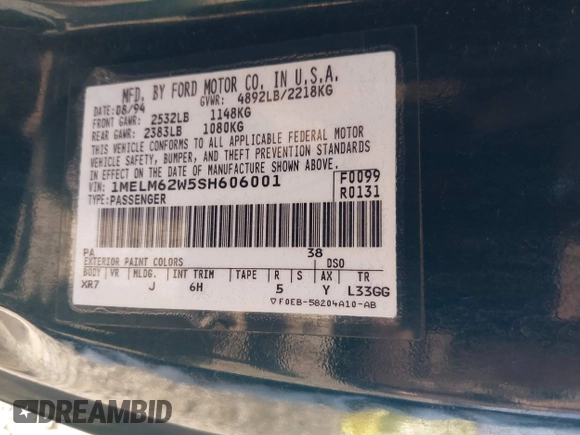 MFD. BY FORD MOTOR CO. IN U.S.A.
DATE: 08/94 GVWR: 4892LB/2218KG
FRONT GAWR: 2532LB 1148KG
REAR GAWR: 2383LB 1080KG
THIS VEHICLE CONFORMS TO ALL APPLICABLE FEDERAL MOTOR
VEHICLE SAFETY, BUMPER, AND THEFT PREVENTION STANDARDS
IN EFFECT ON THE DATE OF MANUFACTURE SHOWN ABOVE.
VIN: 1MELM62W5SH606001 F0099
TYPE: PASSENGER R0131
PA 38
EXTERIOR PAINT COLORS DSO
BODY VR MLDG. INT TRIM TAPE R S AX TR
XR7 J 6H 5 Y L33GG
▽F0EB-58204A10-AB
DREAMBID